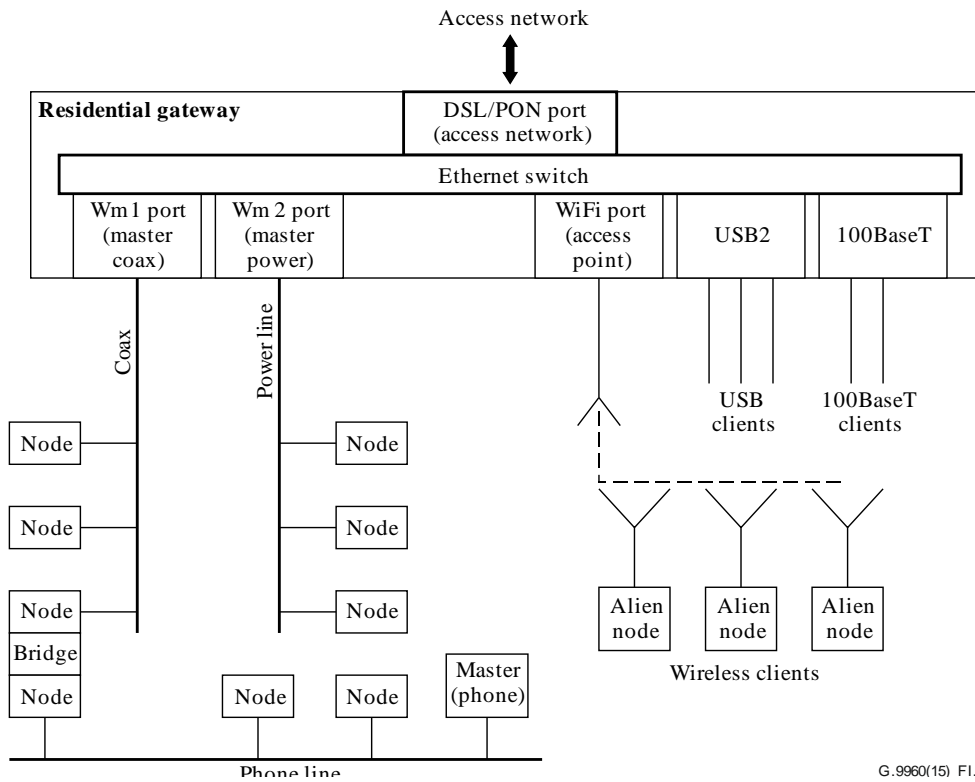 Access network
Residential gateway
DSL/PON port
(access network)
Ethernet switch
Wm1 port
(master
coax)
Wm 2 port
(master
power)
WiFi port
(access
point)
USB2
100BaseT
Coax
Power line
USB
clients
100BaseT
clients
Node
Node
Node
Node
Node
Node
Bridge
Node
Node
Node
Master
(phone)
Alien
node
Alien
node
Alien
node
Wireless clients
Phone line
G.9960(15)_FI.